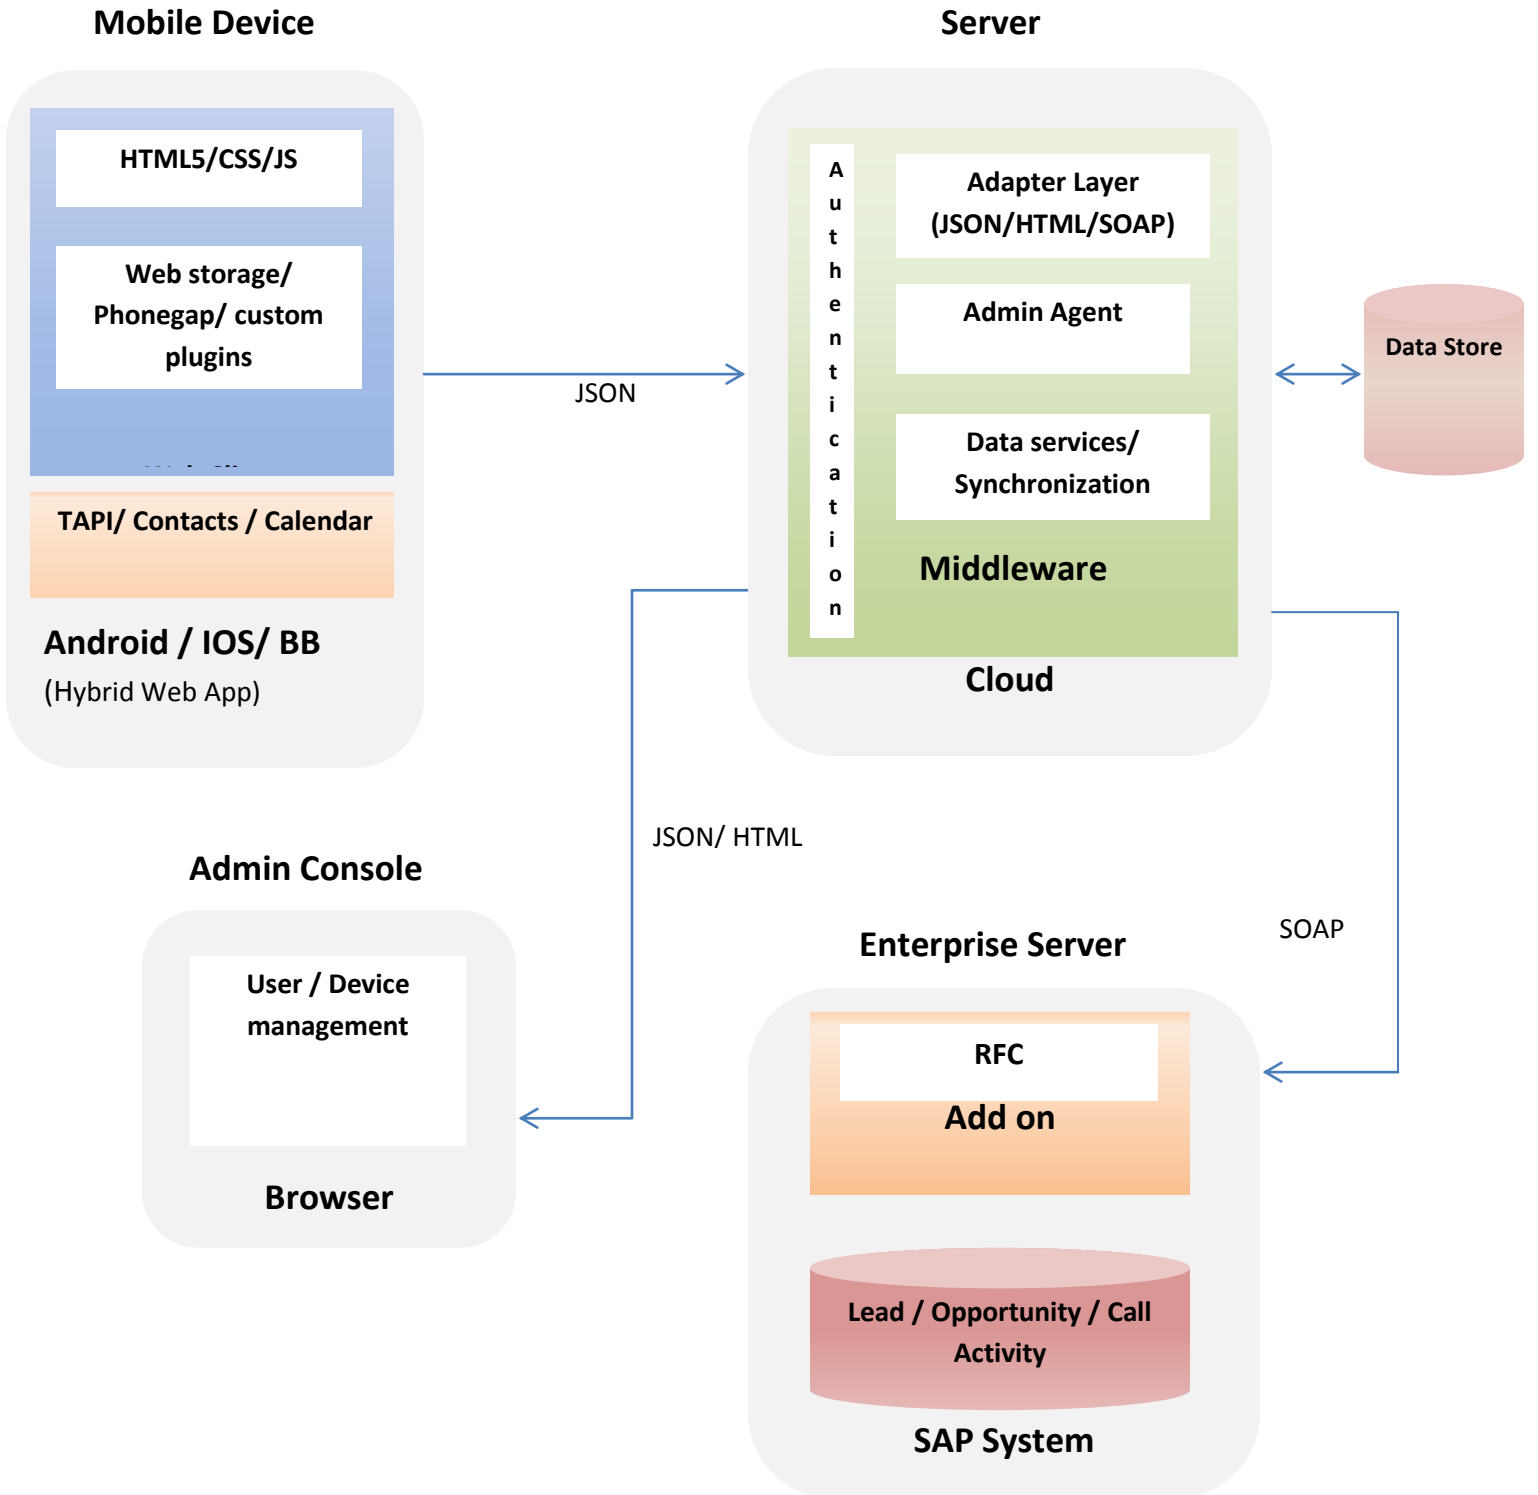 Mobile Device
HTML5/CSS/JS
Web storage/
Phonegap/ custom
plugins
TAPI/ Contacts / Calendar
Android / IOS/ BB
(Hybrid Web App)
JSON
Server
Authentication
Adapter Layer
(JSON/HTML/SOAP)
Admin Agent
Data services/
Synchronization
Middleware
Cloud
Data Store
JSON/ HTML
SOAP
Admin Console
User / Device
management
Browser
Enterprise Server
RFC
Add on
Lead / Opportunity / Call
Activity
SAP System